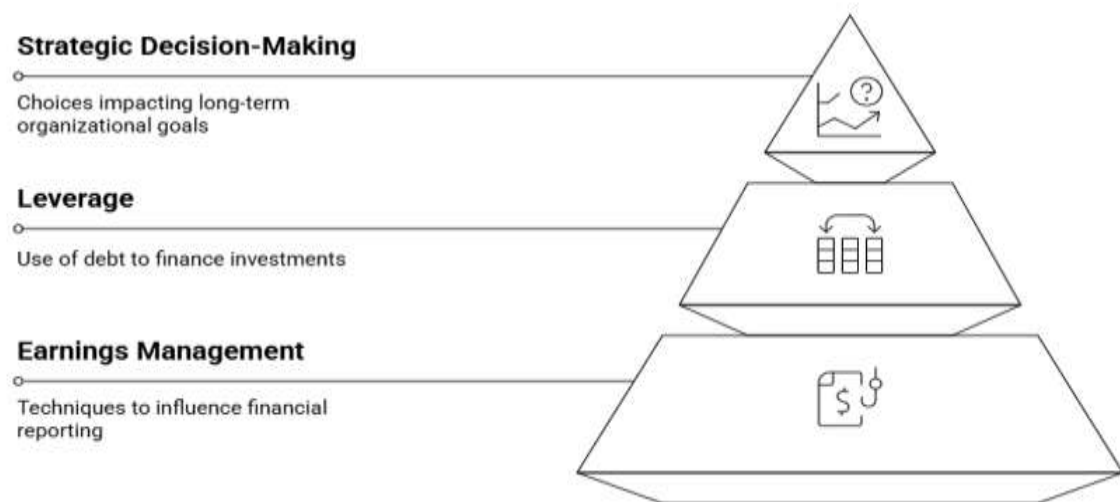 Strategic Decision-Making
Choices impacting long-term
organizational goals
?
Leverage
Use of debt to finance investments
Earnings Management
Techniques to influence financial
reporting
$